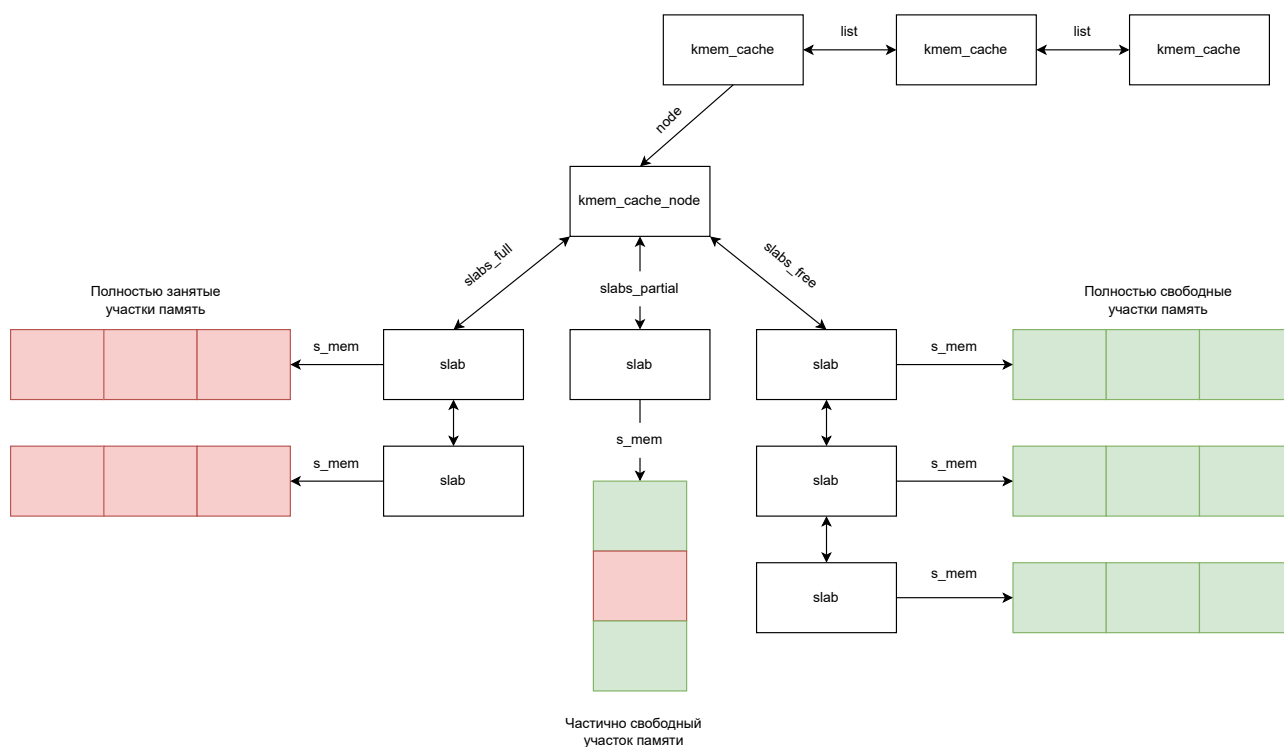 list
list
kmem_cache
kmem_cache
kmem_cache
node
kmem_cache_node
slabs_full
slabs_partial
slabs_free
Полностью занятые
участки память
Полностью свободные
участки память
s_mem
slab
slab
slab
s_mem
s_mem
s_mem
slab
slab
s_mem
slab
s_mem
s_mem
Частично свободный
участок памяти